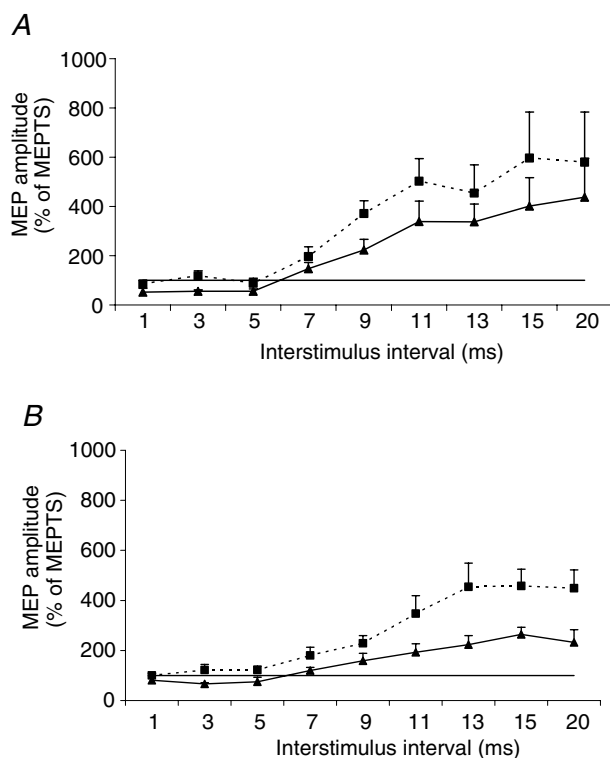 A
MEP amplitude
(% of MEPTS)
1000
800
600
400
200
0
1 3 5 7 9 11 13 15 20
Interstimulus interval (ms)
B
MEP amplitude
(% of MEPTS)
1000
800
600
400
200
0
1 3 5 7 9 11 13 15 20
Interstimulus interval (ms)